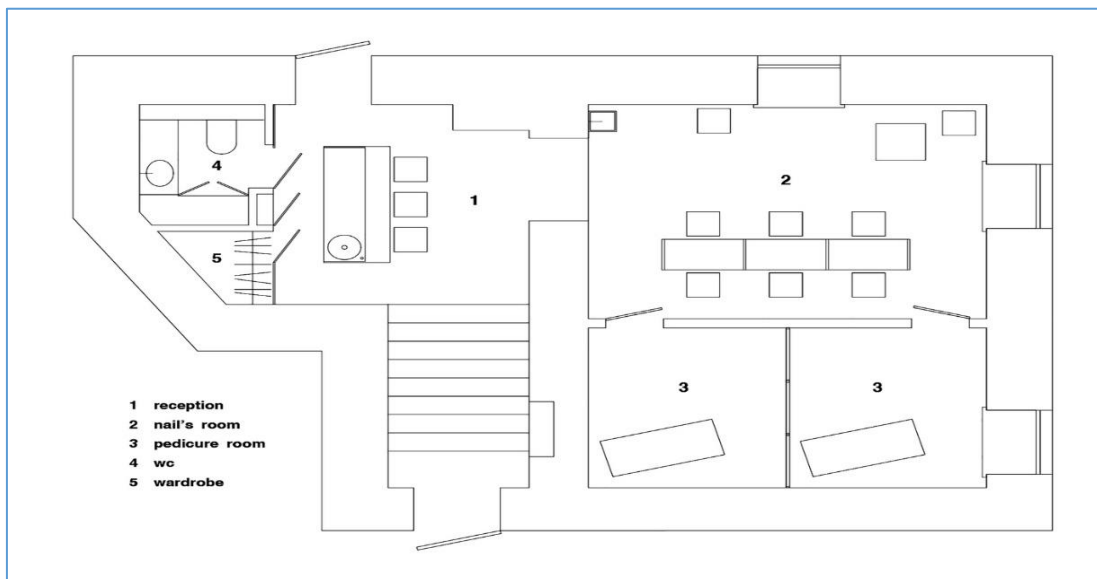 4
2
1
5
3
3
1 reception
2 nail's room
3 pedicure room
4 wc
5 wardrobe